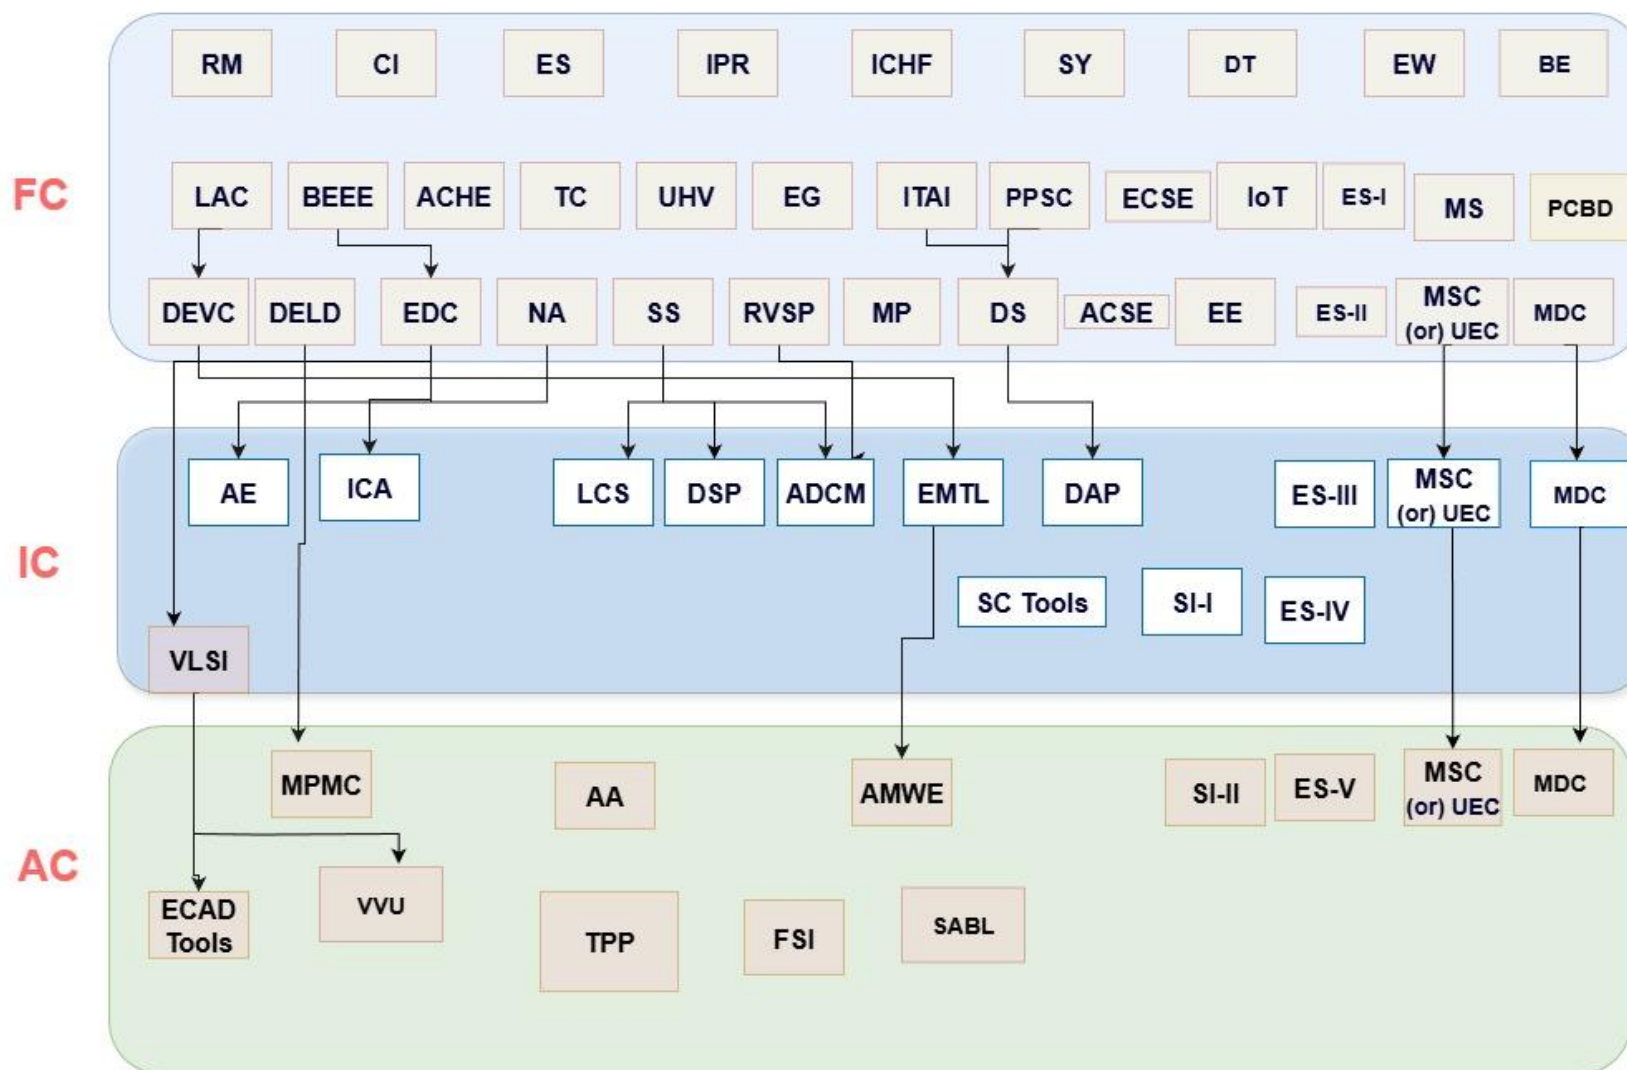 RM
CI
ES
IPR
ICHF
SY
DT
EW
BE
FC
LAC
BEEE
ACHE
TC
UHV
EG
ITAI
PPSC
ECSE
IoT
ES-I
MS
PCBD
DEVC
DELD
EDC
NA
SS
RVSP
MP
DS
ACSE
EE
ES-II
MSC
(or) UEC
MDC
IC
AE
ICA
LCS
DSP
ADCM
EMTL
DAP
ES-III
MSC
(or) UEC
MDC
SC Tools
SI-I
ES-IV
VLSI
AC
MPMC
AA
AMWE
SI-II
ES-V
MSC
(or) UEC
MDC
ECAD
Tools
VVU
TPP
FSI
SABL